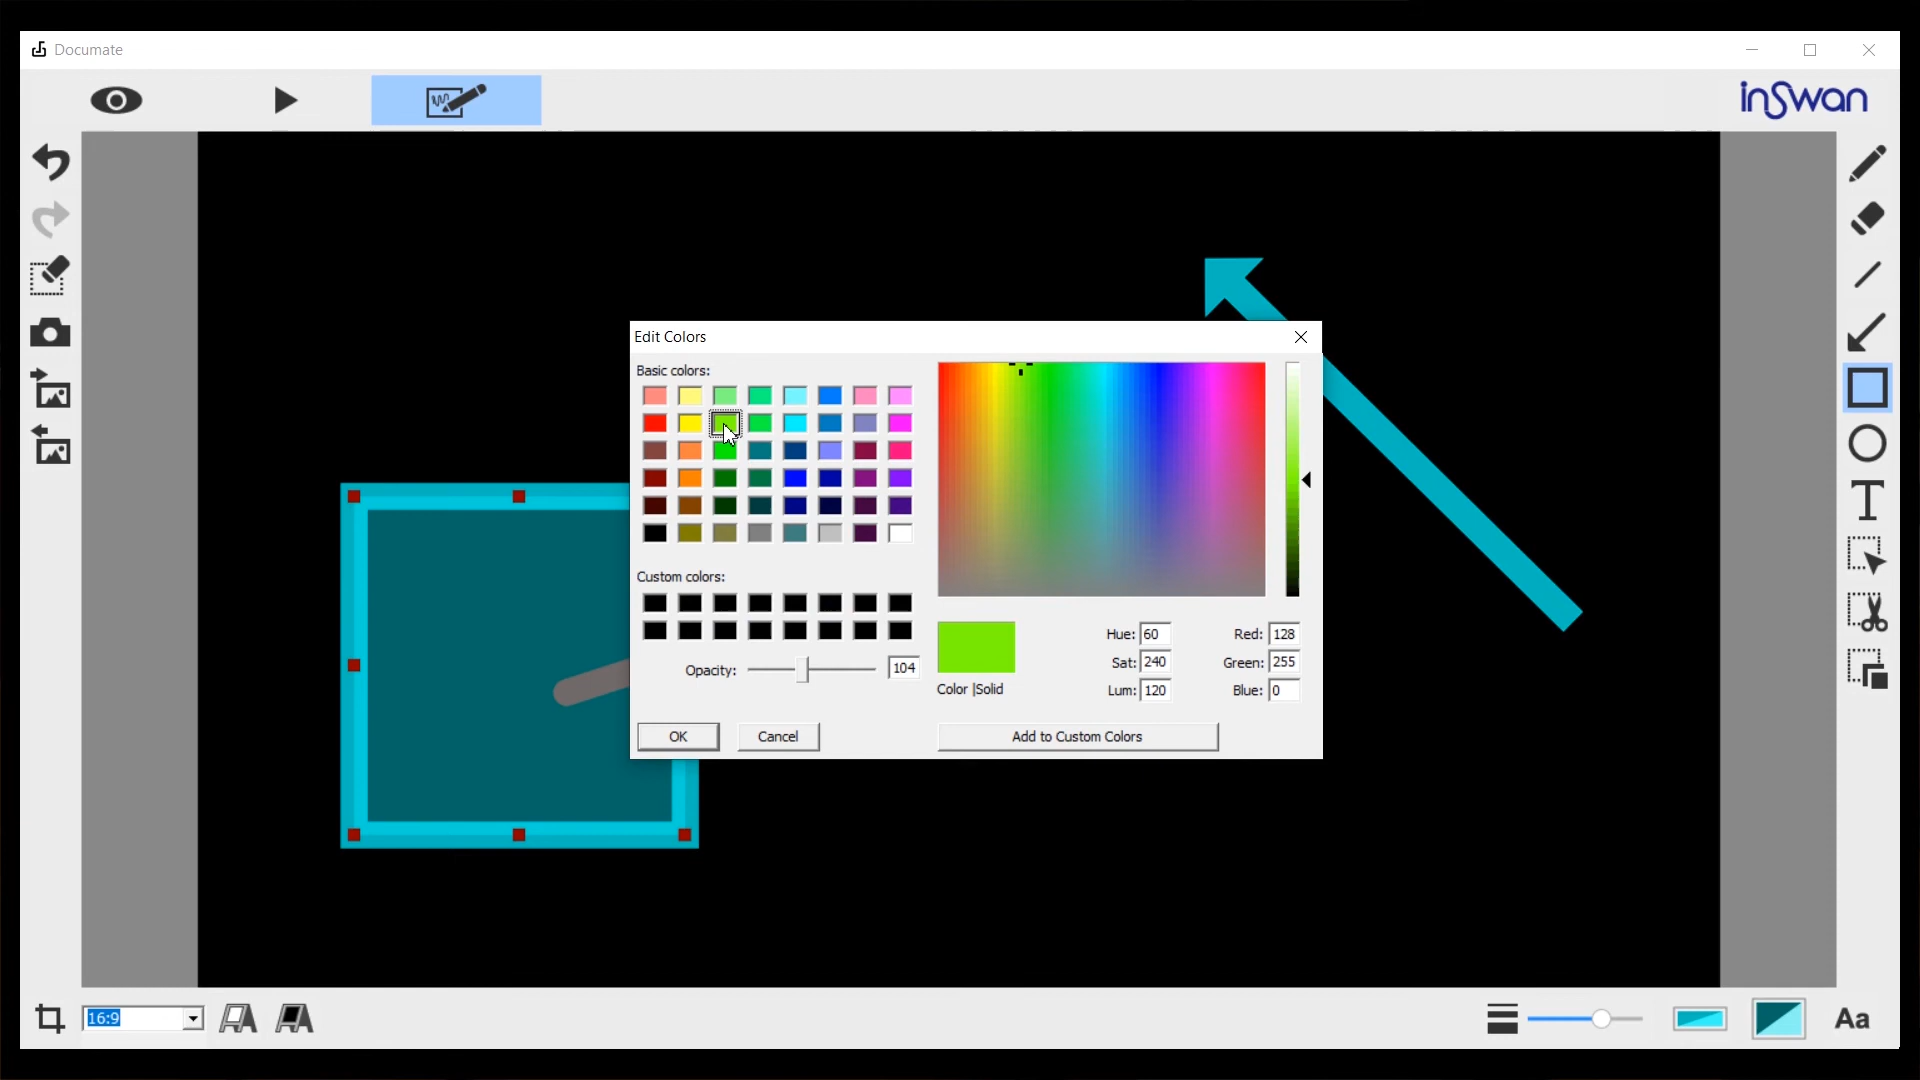 Documate
inSwan
Edit Colors
Basic colors:
Custom colors:
Opacity: 104
Color |Solid
Hue: 60
Sat: 240
Lum: 120
Red: 128
Green: 255
Blue: 0
OK
Cancel
Add to Custom Colors
T
16:9
Aa